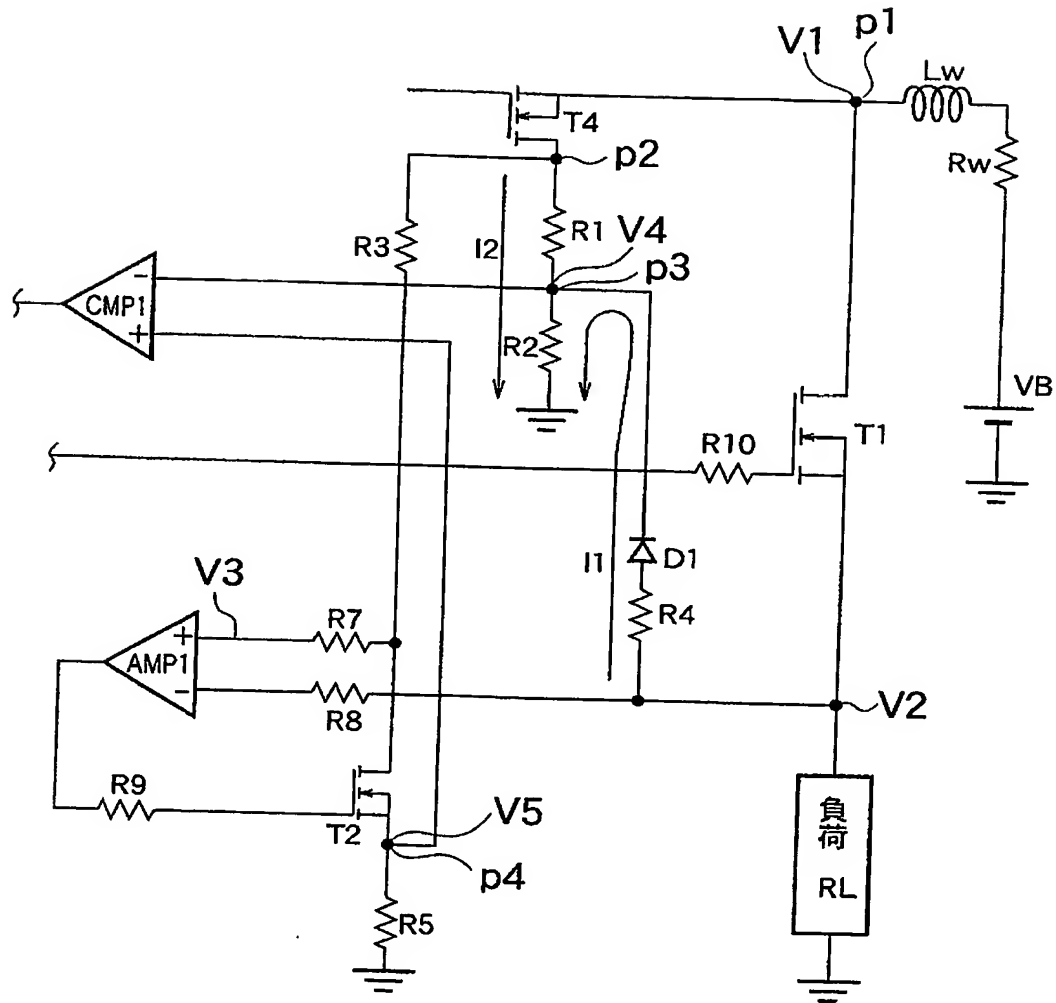 V1
p1
Lw
T4
Rw
p2
R3
I2
R1
V4
p3
−
CMP1
+
R2
VB
T1
R10
V3
I1
D1
R4
R7
+
AMP1
−
R8
V2
R9
T2
V5
p4
負荷
RL
R5